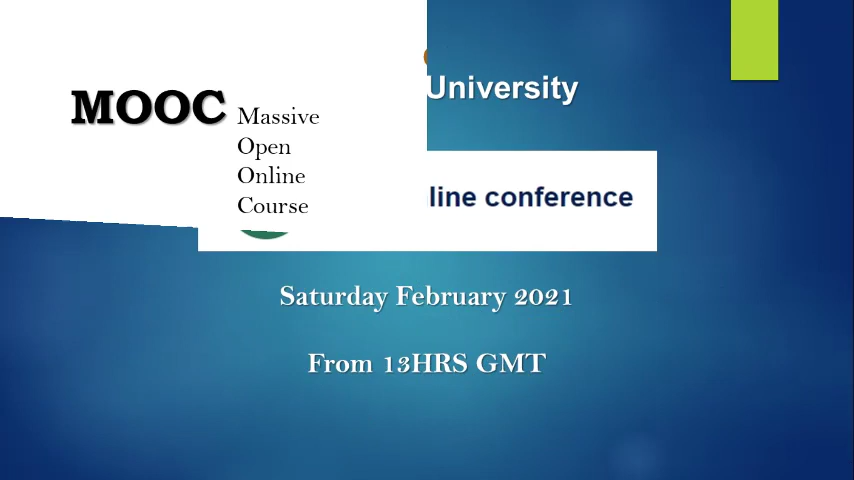 University
MOOC
Massive
Open
Online
Course
line conference
Saturday February 2021
From 13HRS GMT